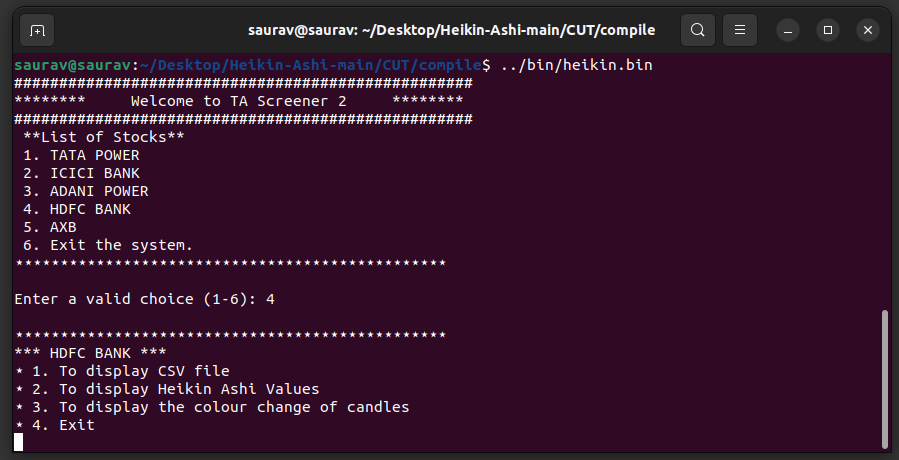 saurav@saurav: ~/Desktop/Heikin-Ashi-main/CUT/compile
saurav@saurav:~/Desktop/Heikin-Ashi-main/CUT/compile$ ../bin/heikin.bin
###################################################
********     Welcome to TA Screener 2     ********
###################################################
**List of Stocks**
1. TATA POWER
2. ICICI BANK
3. ADANI POWER
4. HDFC BANK
5. AXB
6. Exit the system.
⋆⋆⋆⋆⋆⋆⋆⋆⋆⋆⋆⋆⋆⋆⋆⋆⋆⋆⋆⋆⋆⋆⋆⋆⋆⋆⋆⋆⋆⋆⋆⋆⋆⋆⋆⋆⋆⋆⋆⋆⋆⋆⋆⋆⋆⋆⋆⋆
Enter a valid choice (1-6): 4
⋆⋆⋆⋆⋆⋆⋆⋆⋆⋆⋆⋆⋆⋆⋆⋆⋆⋆⋆⋆⋆⋆⋆⋆⋆⋆⋆⋆⋆⋆⋆⋆⋆⋆⋆⋆⋆⋆⋆⋆⋆⋆⋆⋆⋆⋆⋆⋆
*** HDFC BANK ***
⋆ 1. To display CSV file
⋆ 2. To display Heikin Ashi Values
⋆ 3. To display the colour change of candles
⋆ 4. Exit